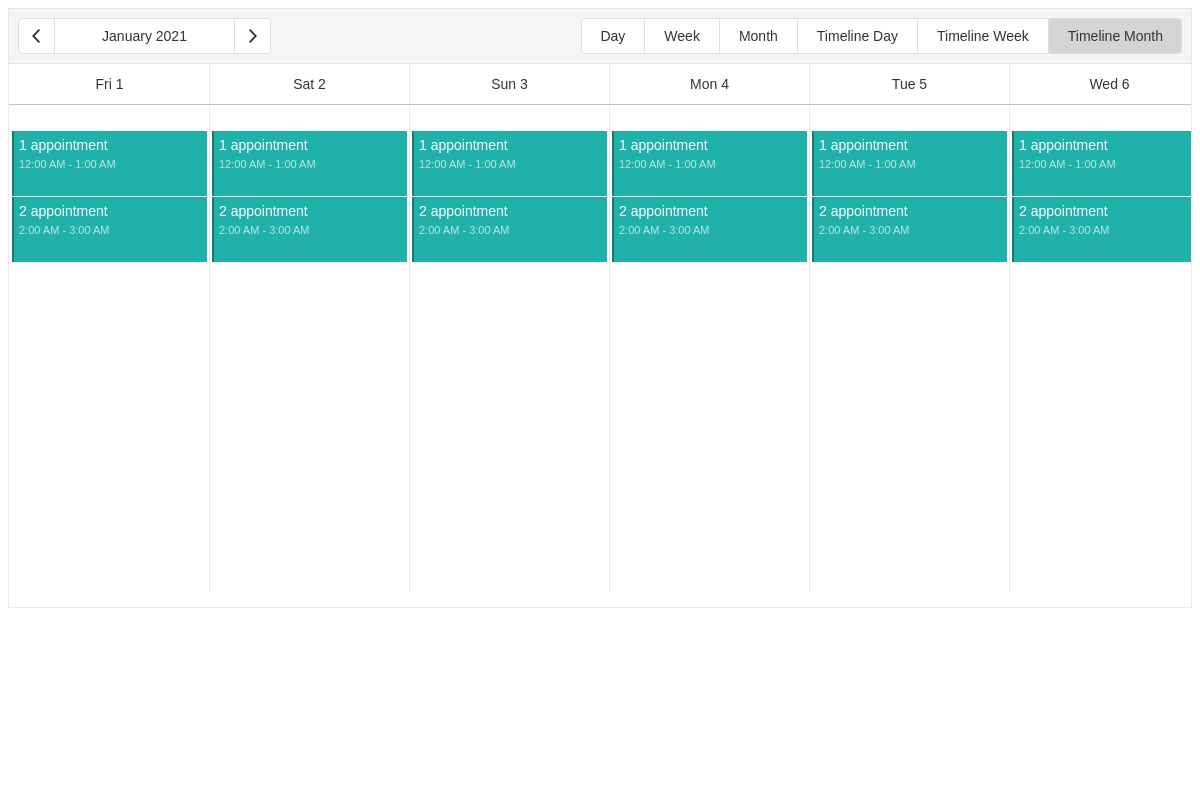 January 2021
Day Week Month Timeline Day Timeline Week Timeline Month
Fri 1 Sat 2 Sun 3 Mon 4 Tue 5 Wed 6
1 appointment 1 appointment 1 appointment 1 appointment 1 appointment 1 appointment
12:00 AM - 1:00 AM 12:00 AM - 1:00 AM 12:00 AM - 1:00 AM 12:00 AM - 1:00 AM 12:00 AM - 1:00 AM 12:00 AM - 1:00 AM
2 appointment 2 appointment 2 appointment 2 appointment 2 appointment 2 appointment
2:00 AM - 3:00 AM 2:00 AM - 3:00 AM 2:00 AM - 3:00 AM 2:00 AM - 3:00 AM 2:00 AM - 3:00 AM 2:00 AM - 3:00 AM